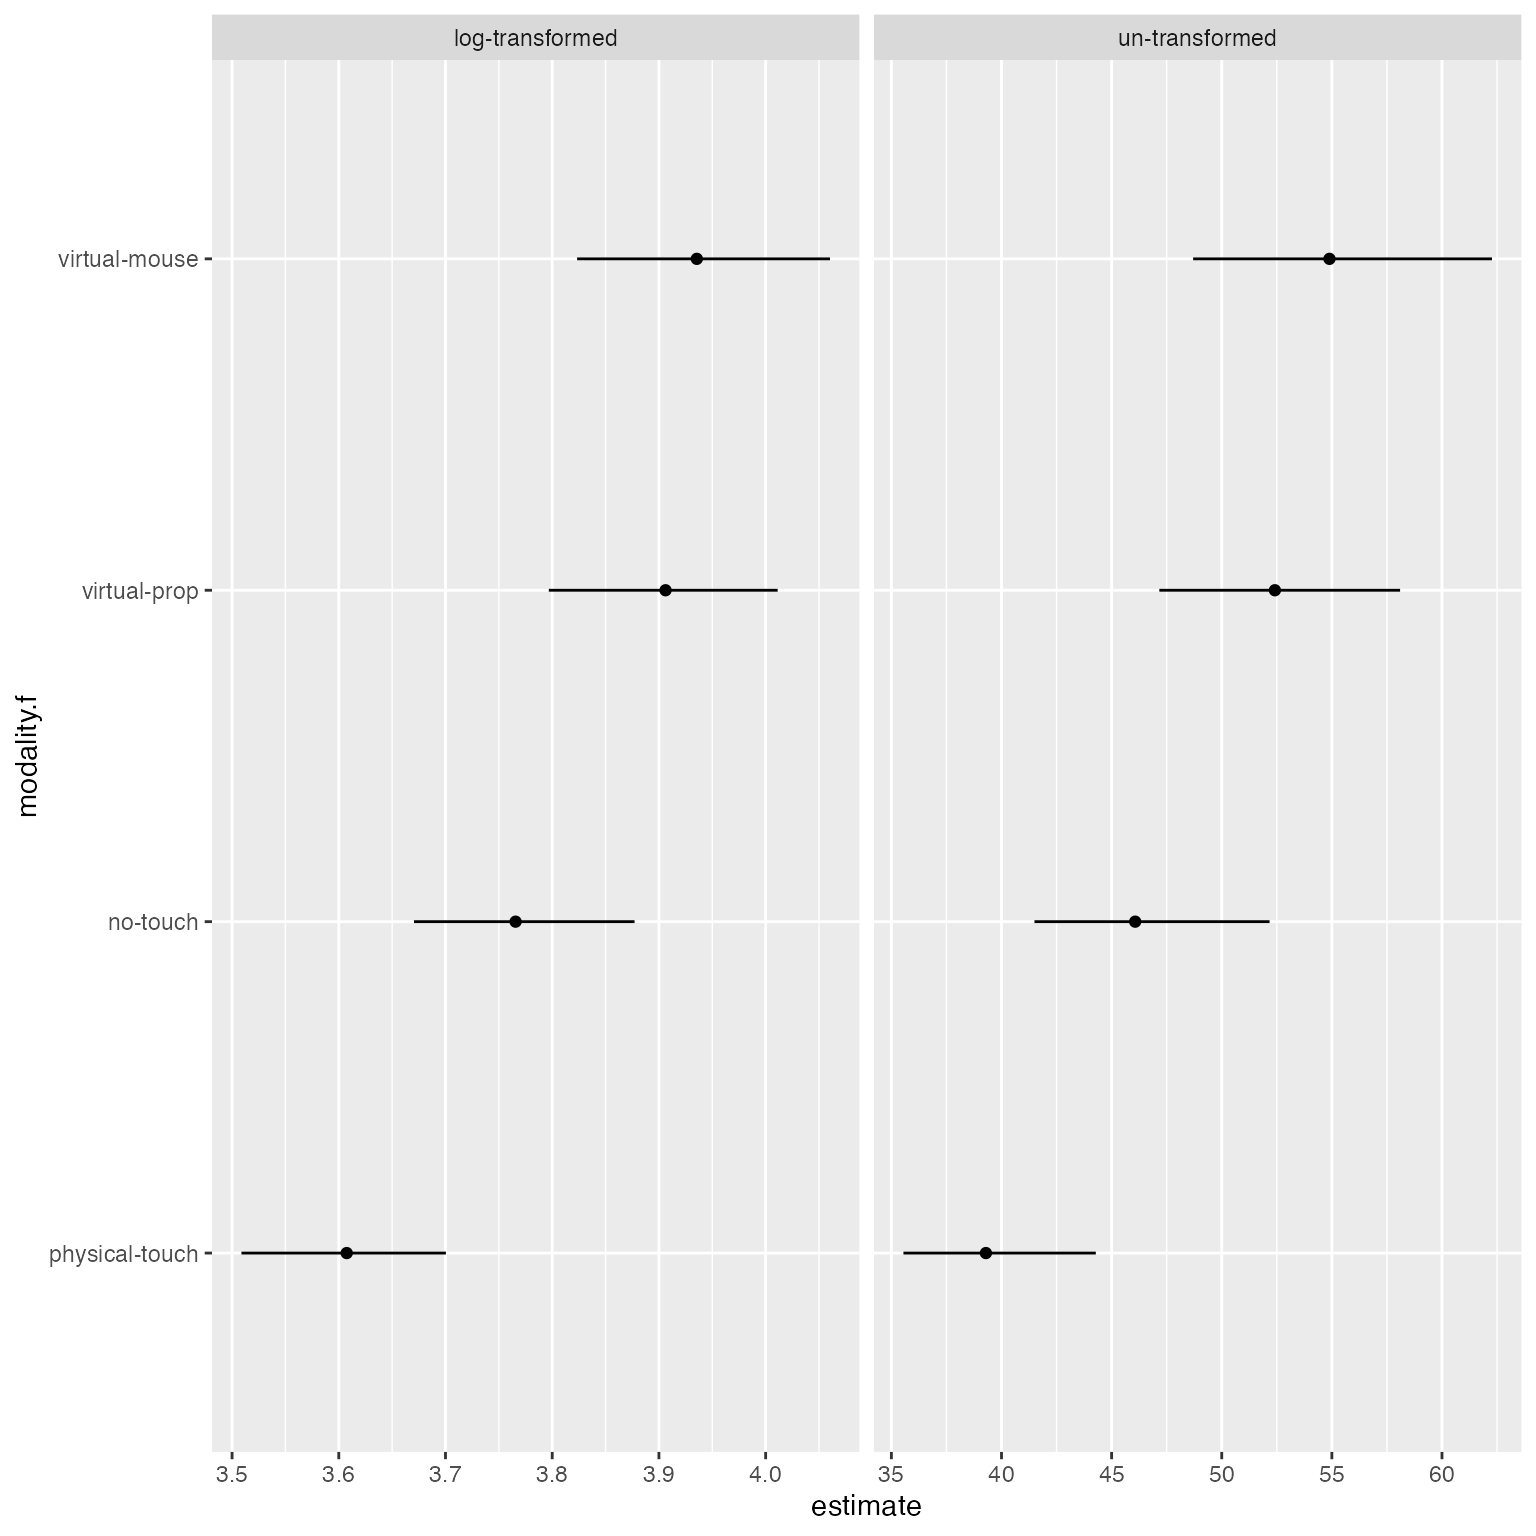 log-transformed
un-transformed
modality.f
virtual-mouse
virtual-prop
no-touch
physical-touch
3.5 3.6 3.7 3.8 3.9 4.0
35 40 45 50 55 60
estimate